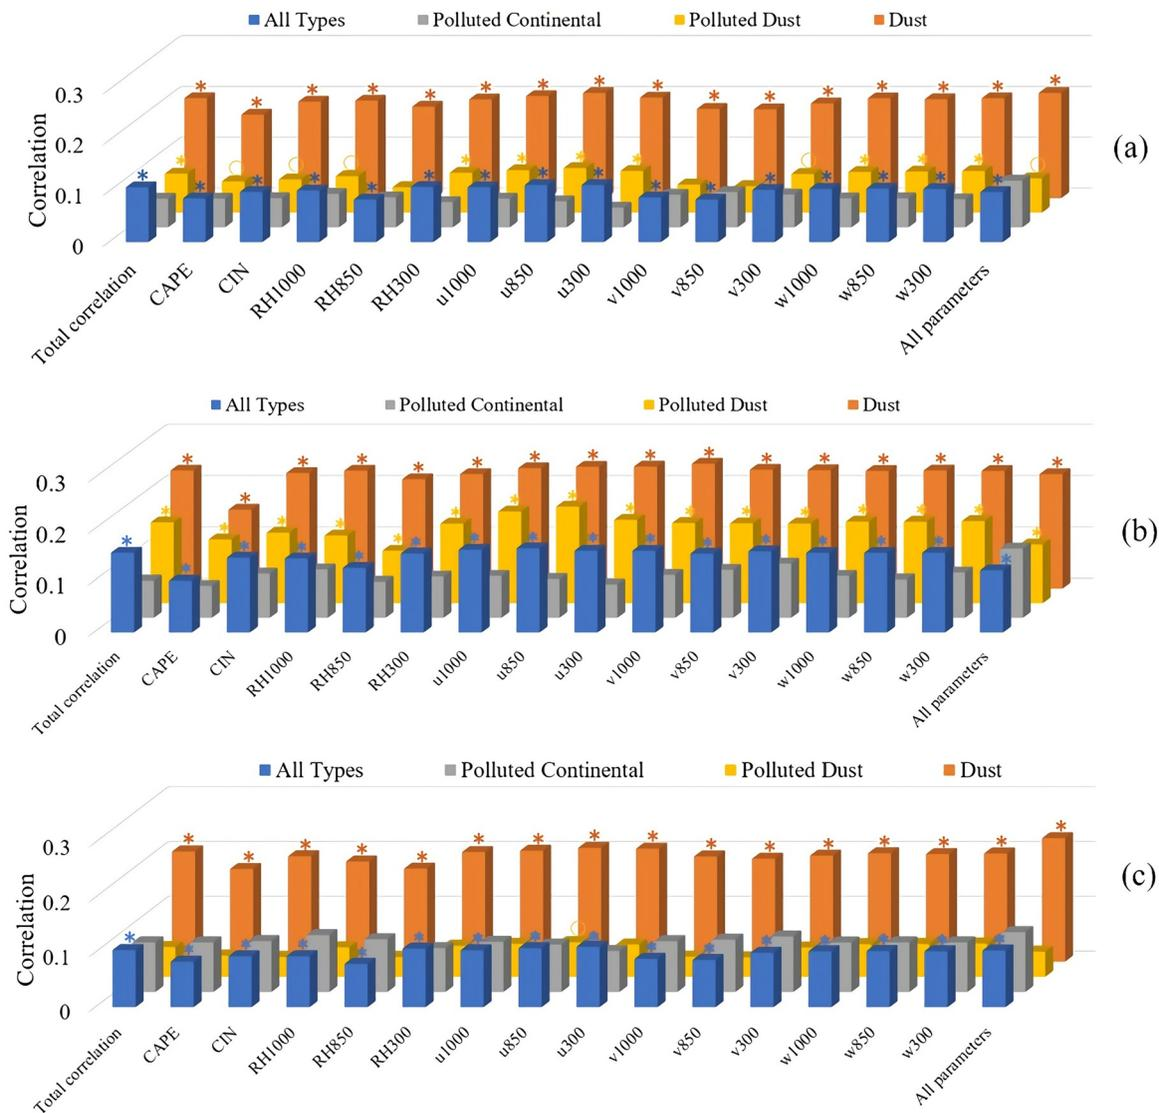 All Types Polluted Continental Polluted Dust Dust
Correlation
0.3
0.2
0.1
0
(a)
Total correlation CAPE CIN RH1000 RH850 RH300 u1000 u850 u300 v1000 v850 v300 w1000 w850 w300 All parameters
All Types Polluted Continental Polluted Dust Dust
Correlation
0.3
0.2
0.1
0
(b)
Total correlation CAPE CIN RH1000 RH850 RH300 u1000 u850 u300 v1000 v850 v300 w1000 w850 w300 All parameters
All Types Polluted Continental Polluted Dust Dust
Correlation
0.3
0.2
0.1
0
(c)
Total correlation CAPE CIN RH1000 RH850 RH300 u1000 u850 u300 v1000 v850 v300 w1000 w850 w300 All parameters